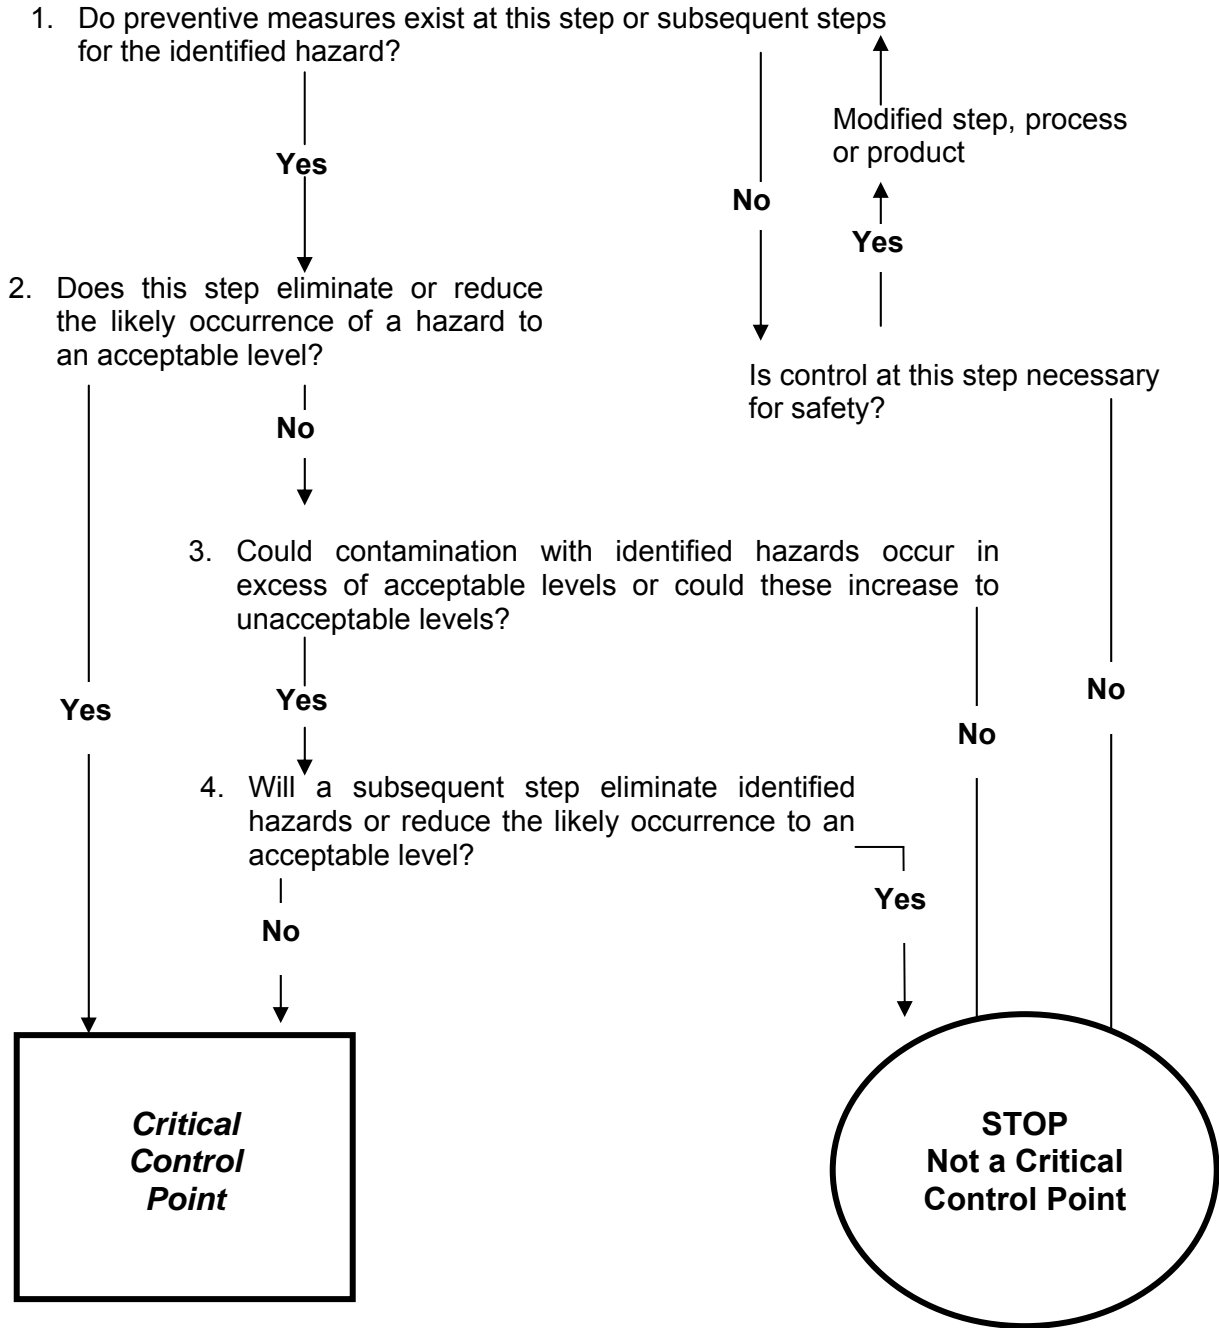 1. Do preventive measures exist at this step or subsequent steps
for the identified hazard?
Modified step, process
or product
Yes
No
Yes
2. Does this step eliminate or reduce
the likely occurrence of a hazard to
an acceptable level?
Is control at this step necessary
for safety?
No
3. Could contamination with identified hazards occur in
excess of acceptable levels or could these increase to
unacceptable levels?
Yes
Yes
No
No
4. Will a subsequent step eliminate identified
hazards or reduce the likely occurrence to an
acceptable level?
Yes
No
Critical
Control
Point
STOP
Not a Critical
Control Point